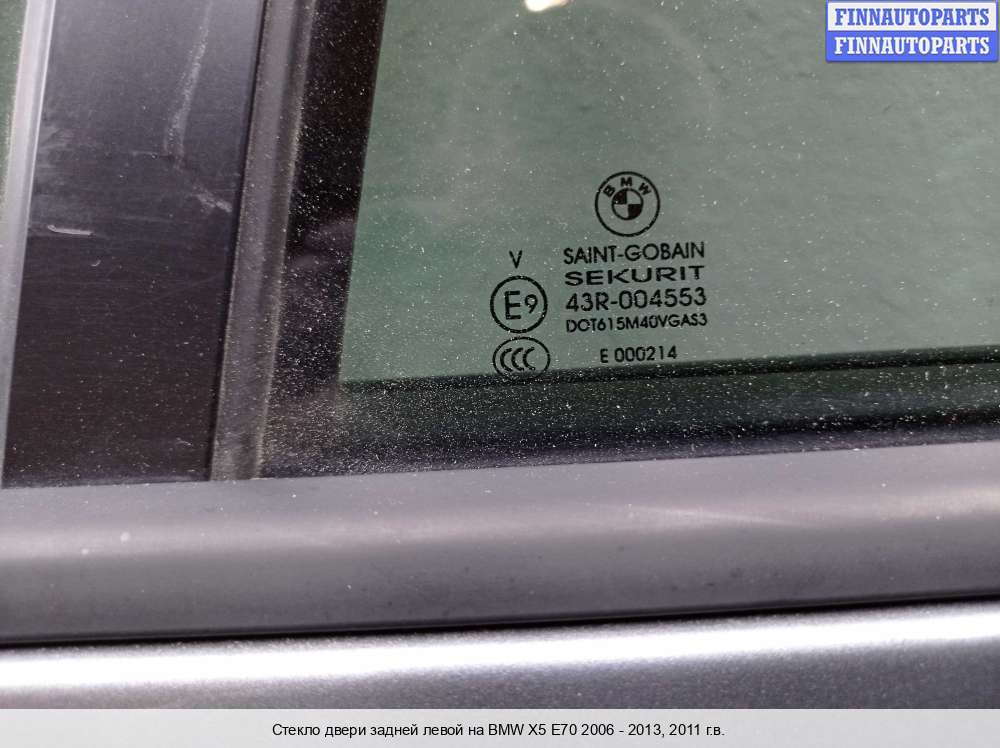 FINNAUTOPARTS
FINNAUTOPARTS
BMW
V
SAINT-GOBAIN
SEKURIT
E9
43R-004553
DOT615M40VGAS3
CCC
E 000214
Стекло двери задней левой на BMW X5 E70 2006 - 2013, 2011 г.в.